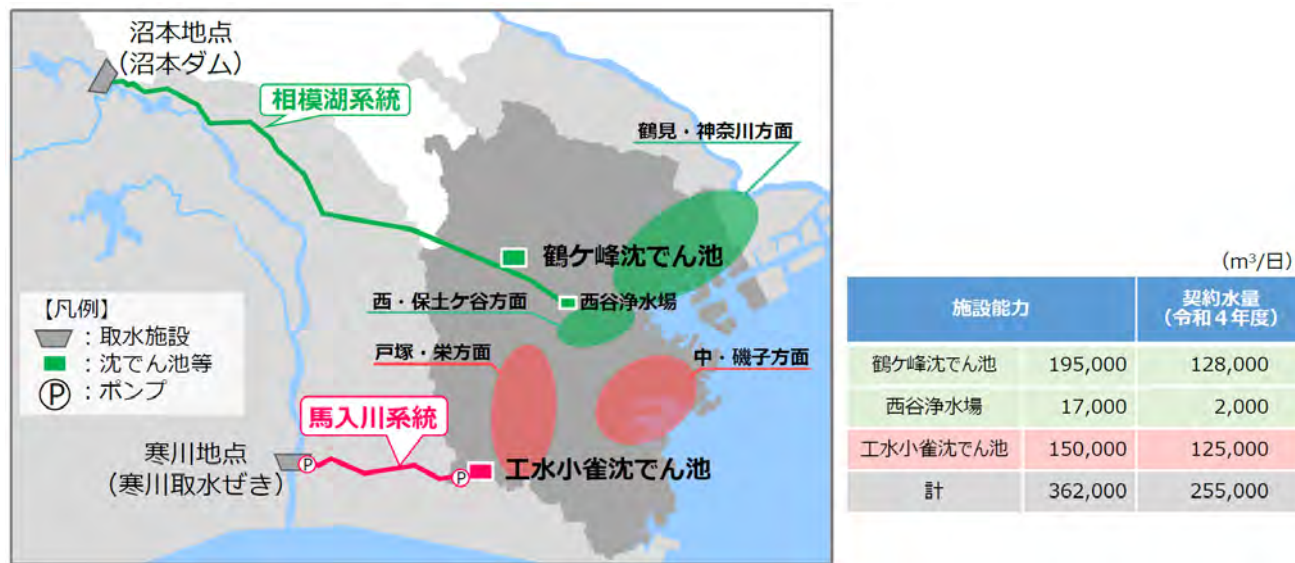 沼本地点
(沼本ダム)
相模湖系統
鶴見・神奈川方面
鶴ケ峰沈でん池
西・保土ケ谷方面
西谷浄水場
【凡例】
：取水施設
：沈でん池等
Ⓟ：ポンプ
戸塚・栄方面
中・磯子方面
馬入川系統
寒川地点
(寒川取水ぜき)
P
P
工水小雀沈でん池
(m³/日)
施設能力 契約水量
(令和４年度)
鶴ケ峰沈でん池 195,000 128,000
西谷浄水場 17,000 2,000
工水小雀沈でん池 150,000 125,000
計 362,000 255,000